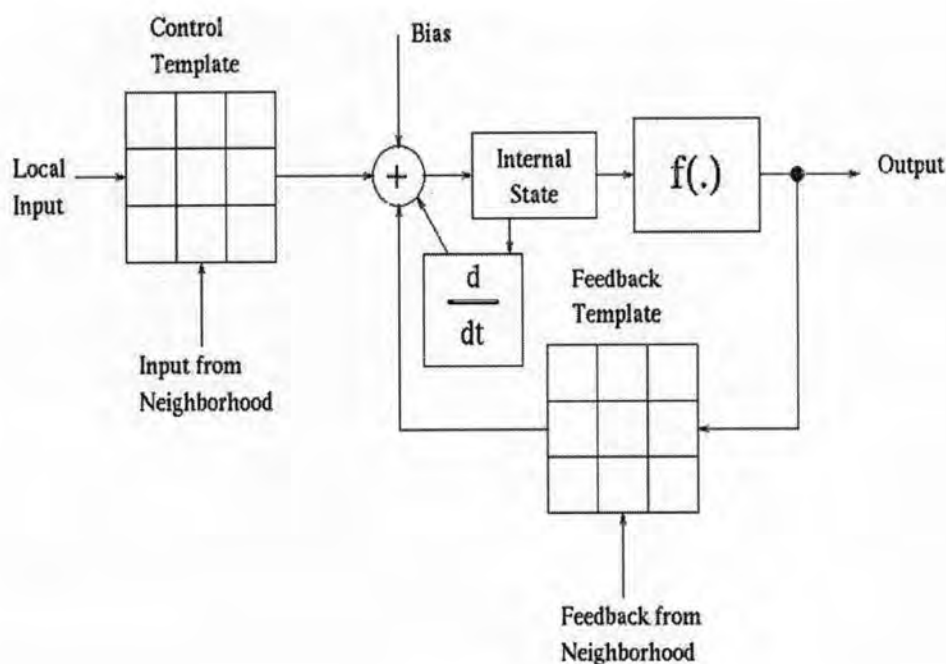 Control
Template
Bias
Local
Input
+
Internal
State
f(.)
Output
d
dt
Feedback
Template
Input from
Neighborhood
Feedback from
Neighborhood